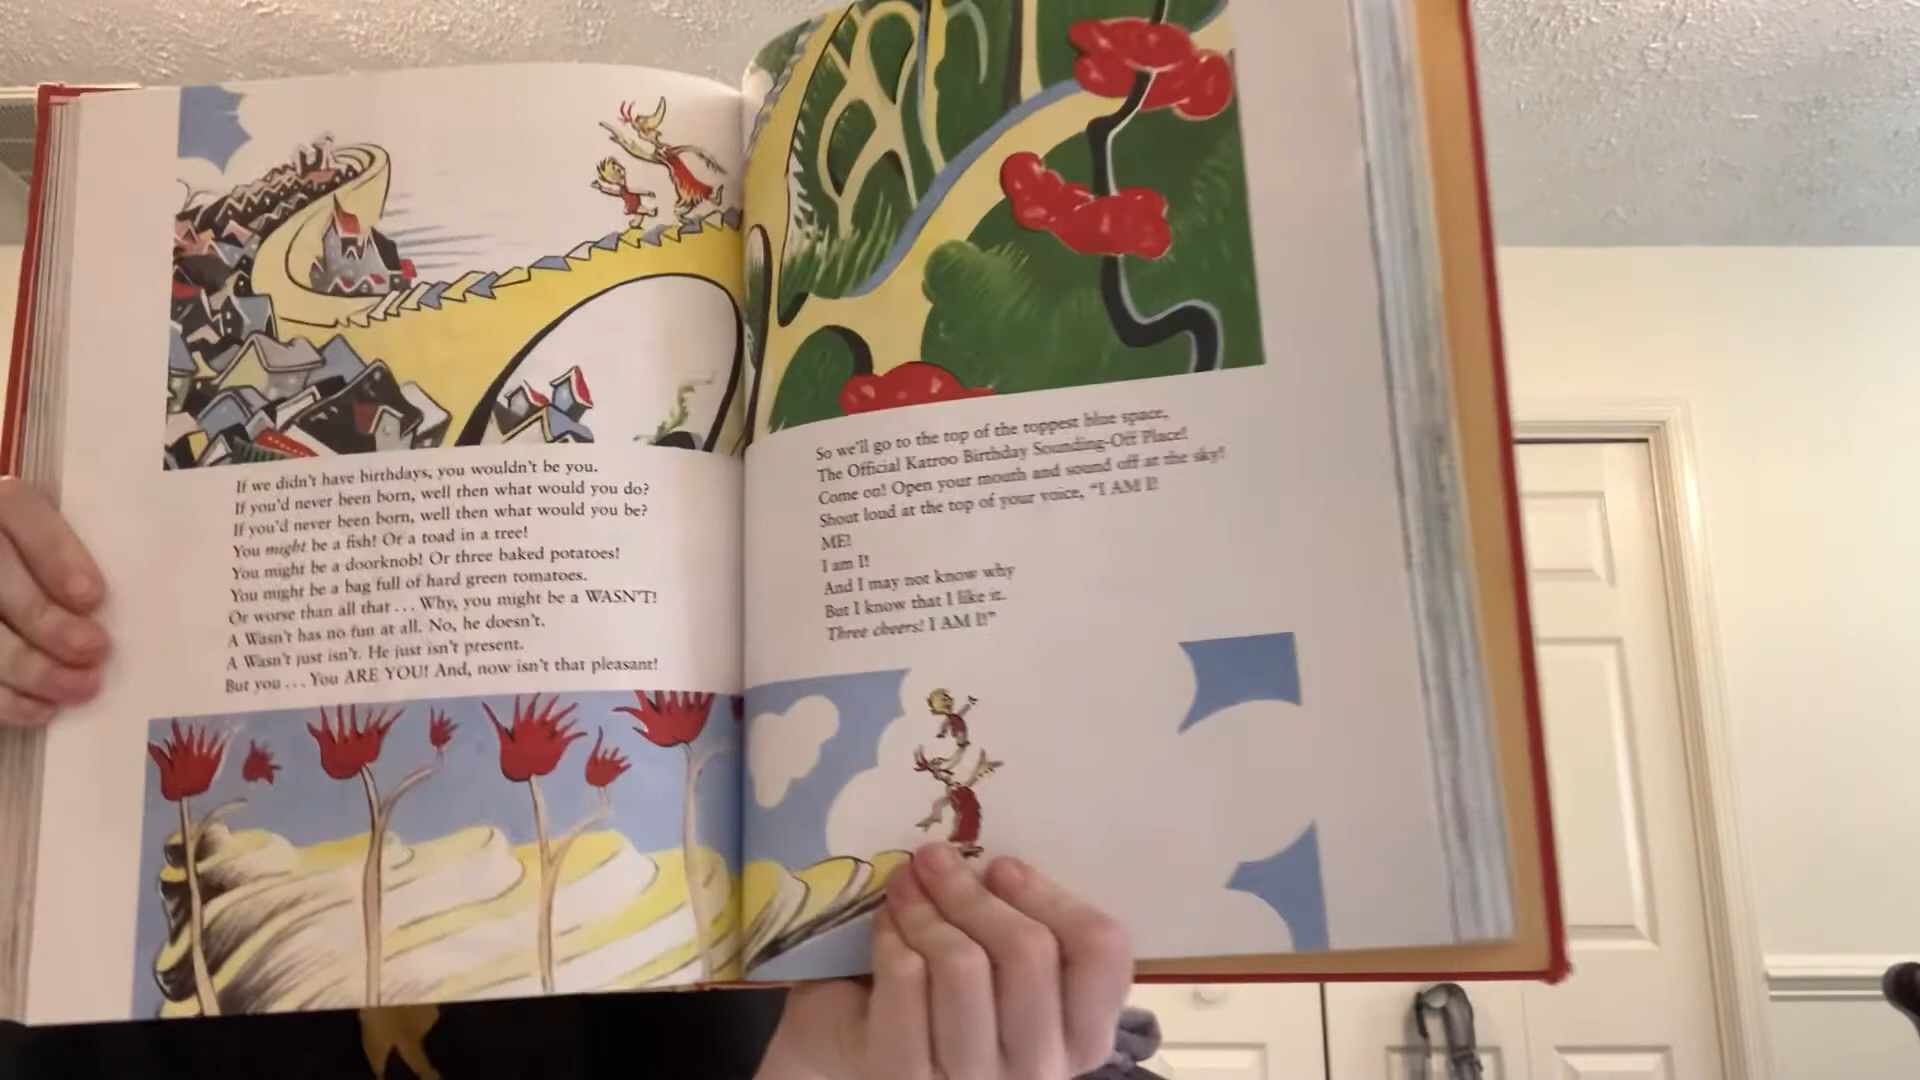 If we didn't have birthdays, you wouldn't be you.
If you'd never been born, well then what would you do?
If you'd never been born, well then what would you be?
You might be a fish! Or a toad in a tree!
You might be a doorknob! Or three baked potatoes!
You might be a bag full of hard green tomatoes.
Or worse than all that . . . Why, you might be a WASN'T!
A Wasn't has no fun at all. No, he doesn't.
A Wasn't just isn't. He just isn't present.
But you . . . You ARE YOU! And, now isn't that pleasant!
So we'll go to the top of the toppest blue space,
The Official Katroo Birthday Sounding-Off Place!
Come on! Open your mouth and sound off at the sky!
Shout loud at the top of your voice, "I AM I!
ME!
I am I!
And I may not know why
But I know that I like it.
Three cheers! I AM I!"